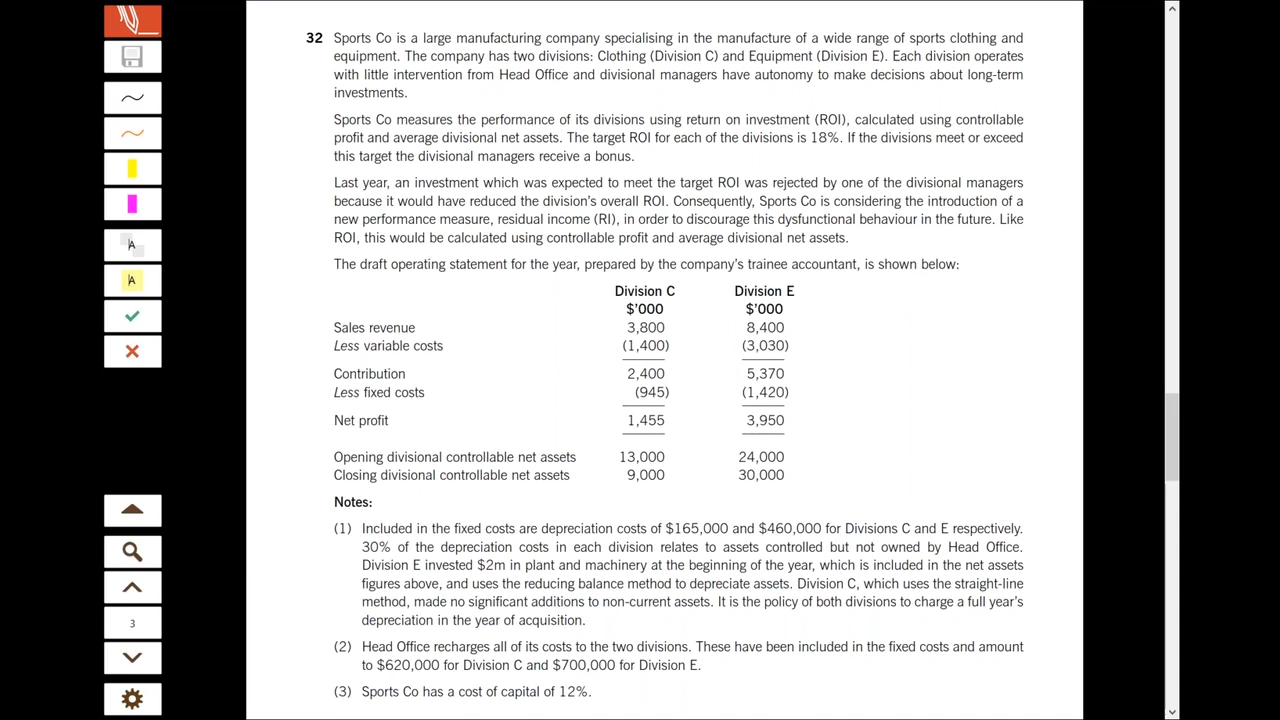 32 Sports Co is a large manufacturing company specialising in the manufacture of a wide range of sports clothing and
equipment. The company has two divisions: Clothing (Division C) and Equipment (Division E). Each division operates
with little intervention from Head Office and divisional managers have autonomy to make decisions about long-term
investments.
Sports Co measures the performance of its divisions using return on investment (ROI), calculated using controllable
profit and average divisional net assets. The target ROI for each of the divisions is 18%. If the divisions meet or exceed
this target the divisional managers receive a bonus.
Last year, an investment which was expected to meet the target ROI was rejected by one of the divisional managers
because it would have reduced the division's overall ROI. Consequently, Sports Co is considering the introduction of a
new performance measure, residual income (RI), in order to discourage this dysfunctional behaviour in the future. Like
ROI, this would be calculated using controllable profit and average divisional net assets.
The draft operating statement for the year, prepared by the company's trainee accountant, is shown below:
Division C Division E
$'000 $'000
Sales revenue 3,800 8,400
Less variable costs (1,400) (3,030)
Contribution 2,400 5,370
Less fixed costs (945) (1,420)
Net profit 1,455 3,950
Opening divisional controllable net assets 13,000 24,000
Closing divisional controllable net assets 9,000 30,000
Notes:
(1) Included in the fixed costs are depreciation costs of $165,000 and $460,000 for Divisions C and E respectively.
30% of the depreciation costs in each division relates to assets controlled but not owned by Head Office.
Division E invested $2m in plant and machinery at the beginning of the year, which is included in the net assets
figures above, and uses the reducing balance method to depreciate assets. Division C, which uses the straight-line
method, made no significant additions to non-current assets. It is the policy of both divisions to charge a full year's
depreciation in the year of acquisition.
(2) Head Office recharges all of its costs to the two divisions. These have been included in the fixed costs and amount
to $620,000 for Division C and $700,000 for Division E.
(3) Sports Co has a cost of capital of 12%.
A
A
3